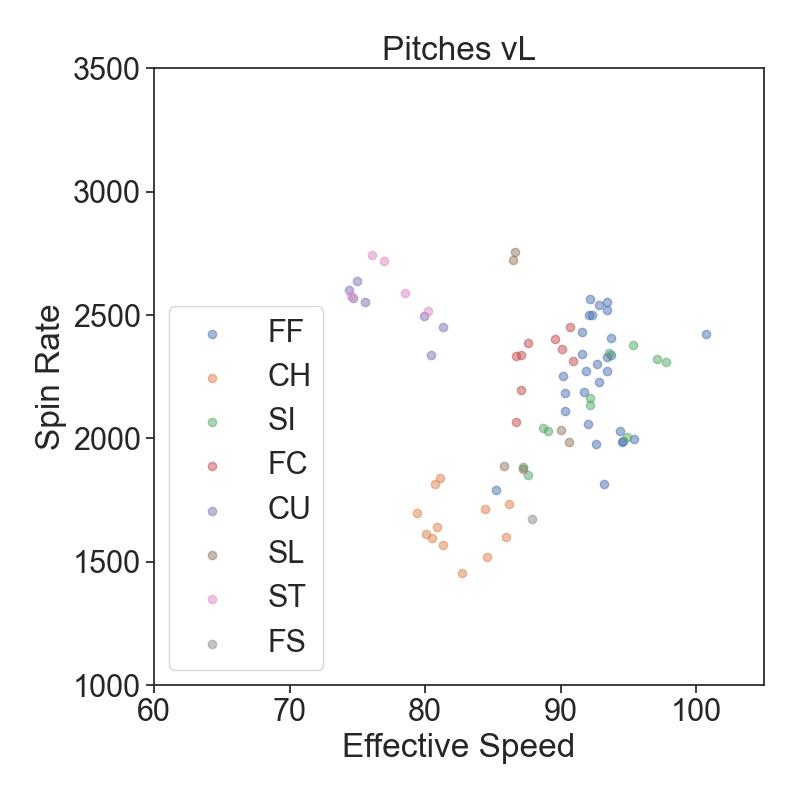 Pitches vL
3500
3000
2500
2000
1500
1000
Spin Rate
FF
CH
SI
FC
CU
SL
ST
FS
60 70 80 90 100
Effective Speed